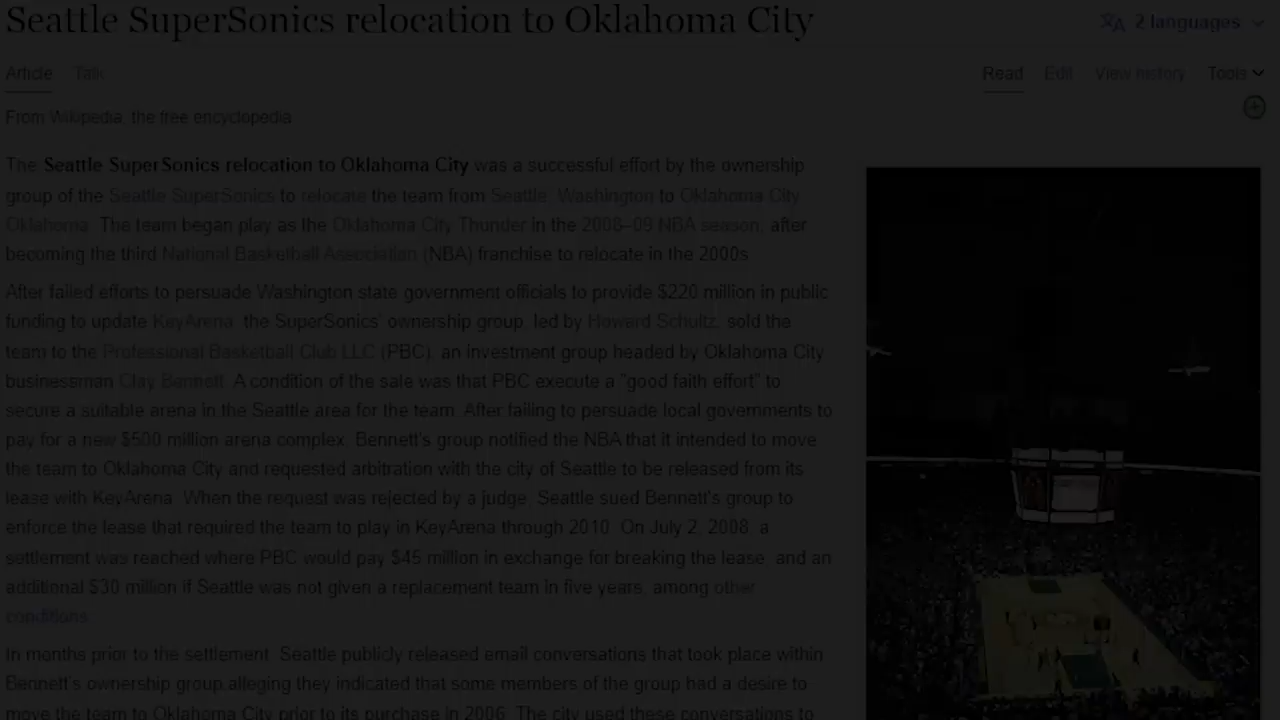 Seattle SuperSonics relocation to Oklahoma City
2 languages
Article Talk
Read Edit View history Tools
From Wikipedia, the free encyclopedia
The Seattle SuperSonics relocation to Oklahoma City was a successful effort by the ownership
group of the Seattle SuperSonics to relocate the team from Seattle, Washington to Oklahoma City,
Oklahoma. The team began play as the Oklahoma City Thunder in the 2008–09 NBA season, after
becoming the third National Basketball Association (NBA) franchise to relocate in the 2000s.
After failed efforts to persuade Washington state government officials to provide $220 million in public
funding to update KeyArena, the SuperSonics' ownership group, led by Howard Schultz, sold the
team to the Professional Basketball Club LLC (PBC), an investment group headed by Oklahoma City
businessman Clay Bennett. A condition of the sale was that PBC execute a "good faith effort" to
secure a suitable arena in the Seattle area for the team. After failing to persuade local governments to
pay for a new $500 million arena complex, Bennett's group notified the NBA that it intended to move
the team to Oklahoma City and requested arbitration with the city of Seattle to be released from its
lease with KeyArena. When the request was rejected by a judge, Seattle sued Bennett's group to
enforce the lease that required the team to play in KeyArena through 2010. On July 2, 2008, a
settlement was reached where PBC would pay $45 million in exchange for breaking the lease, and an
additional $30 million if Seattle was not given a replacement team in five years, among other
conditions.
In months prior to the settlement, Seattle publicly released email conversations that took place within
Bennett's ownership group alleging they indicated that some members of the group had a desire to
move the team to Oklahoma City prior to its purchase in 2006. The city used these conversations to